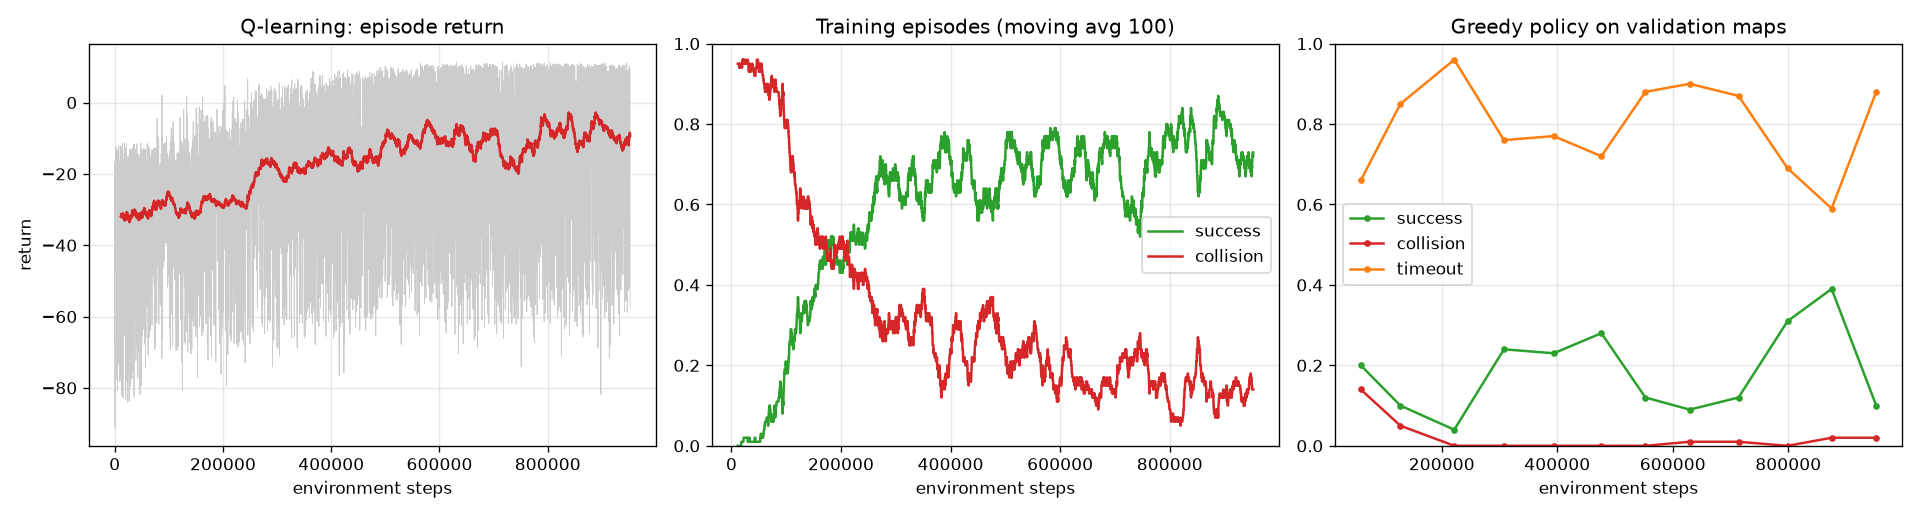 Q-learning: episode return
return
0
−20
−40
−60
−80
0 200000 400000 600000 800000
environment steps
Training episodes (moving avg 100)
1.0
0.8
0.6
0.4
0.2
0.0
success
collision
0 200000 400000 600000 800000
environment steps
Greedy policy on validation maps
1.0
0.8
0.6
0.4
0.2
0.0
success
collision
timeout
200000 400000 600000 800000
environment steps